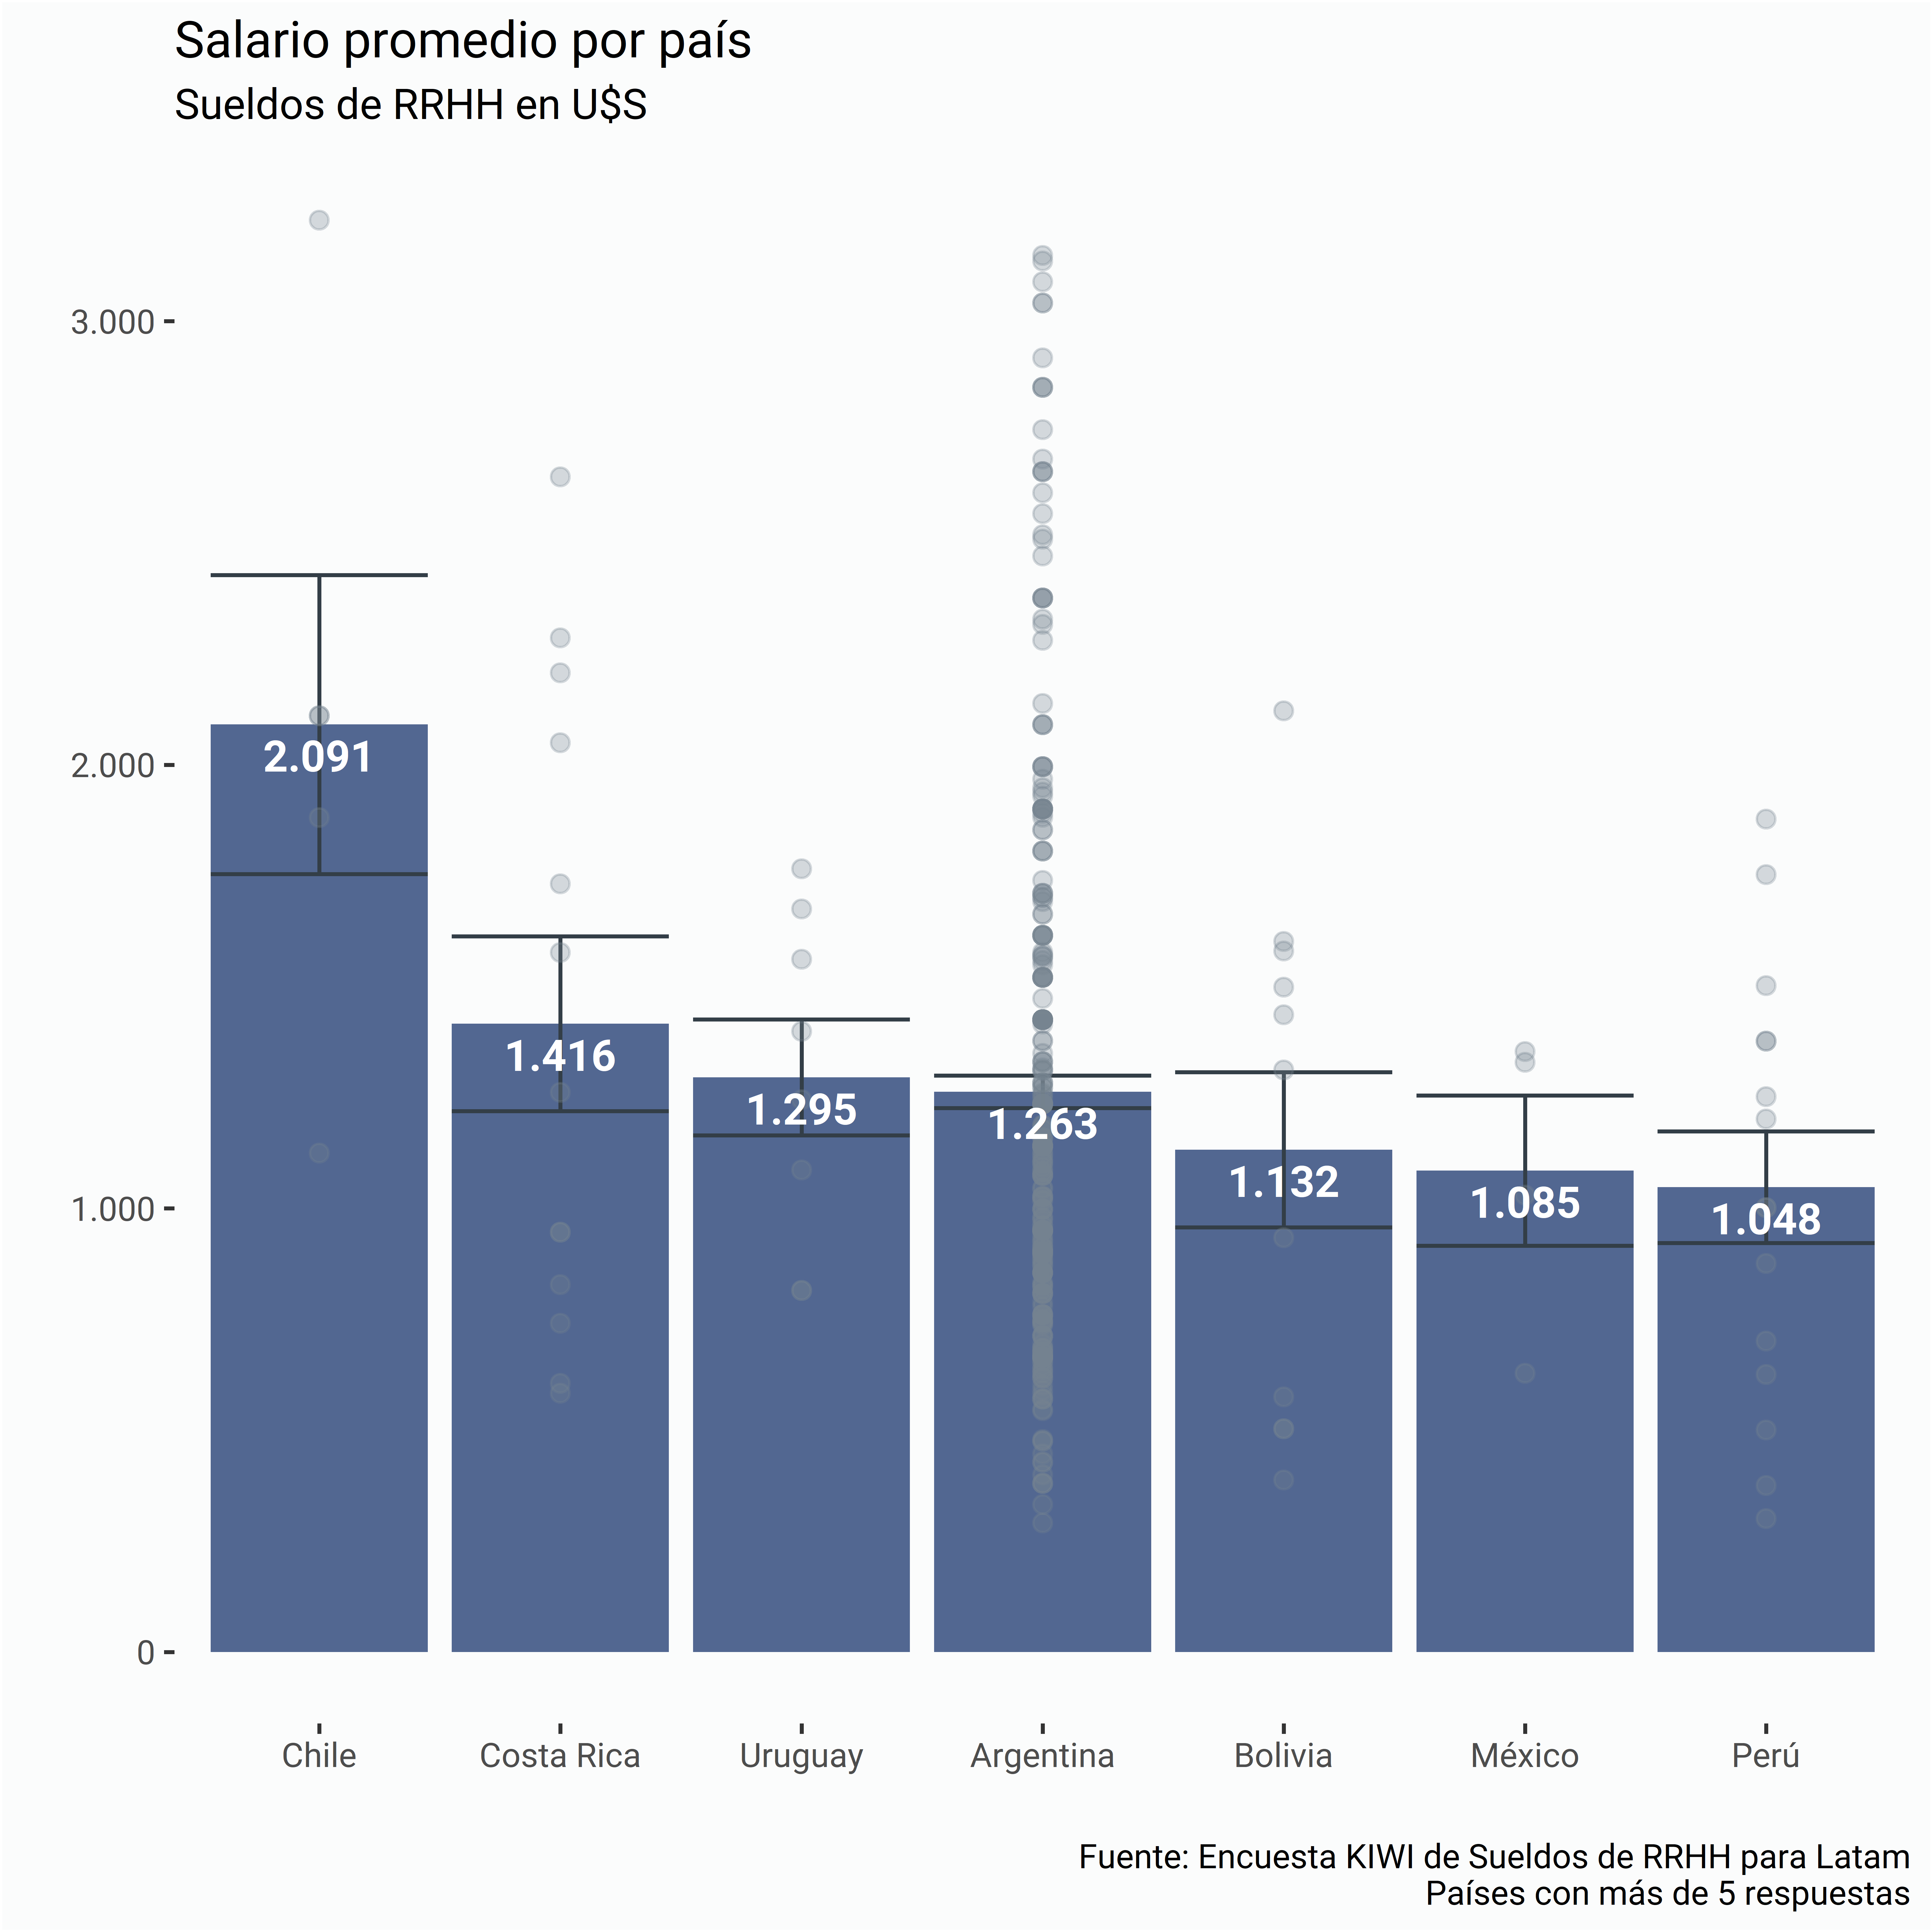 Salario promedio por país
Sueldos de RRHH en U$S
3.000
2.000
1.000
0
2.091
1.416
1.295
1.263
1.132
1.085
1.048
Chile
Costa Rica
Uruguay
Argentina
Bolivia
México
Perú
Fuente: Encuesta KIWI de Sueldos de RRHH para Latam
Países con más de 5 respuestas